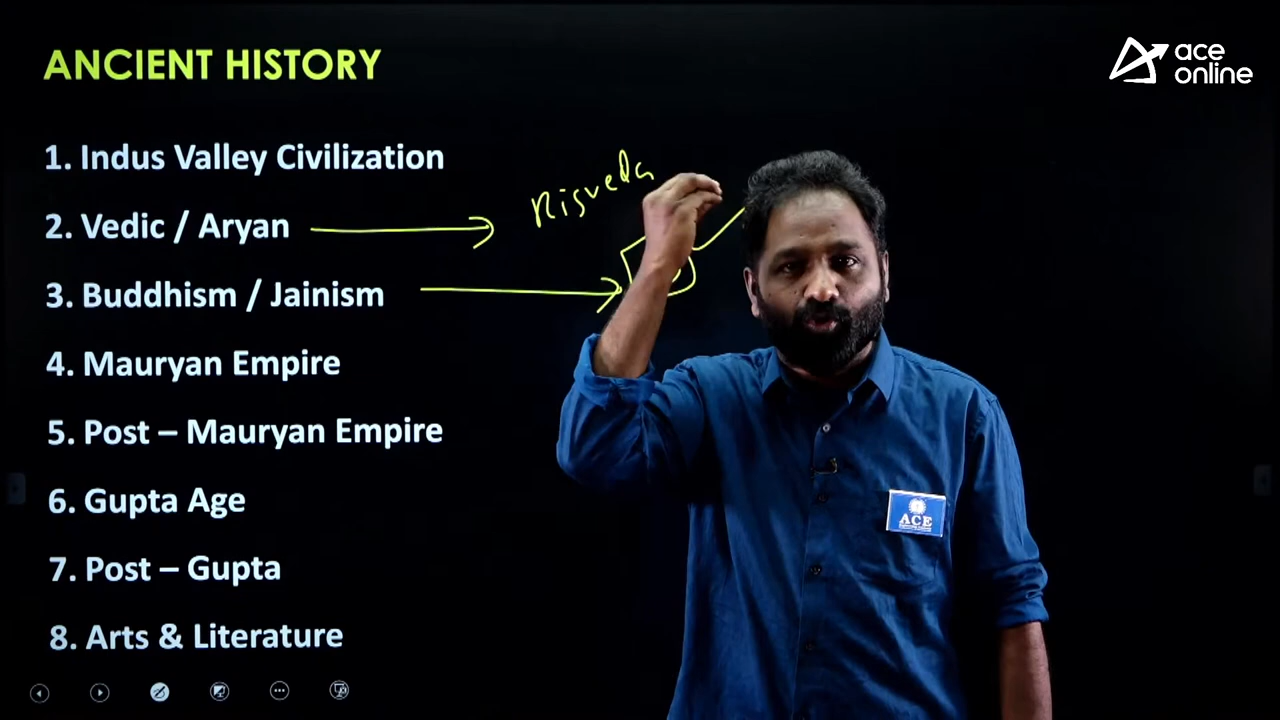 ANCIENT HISTORY
ace
online
1. Indus Valley Civilization
Rigveda
2. Vedic / Aryan
3. Buddhism / Jainism
4. Mauryan Empire
5. Post – Mauryan Empire
6. Gupta Age
ACE
7. Post – Gupta
8. Arts & Literature